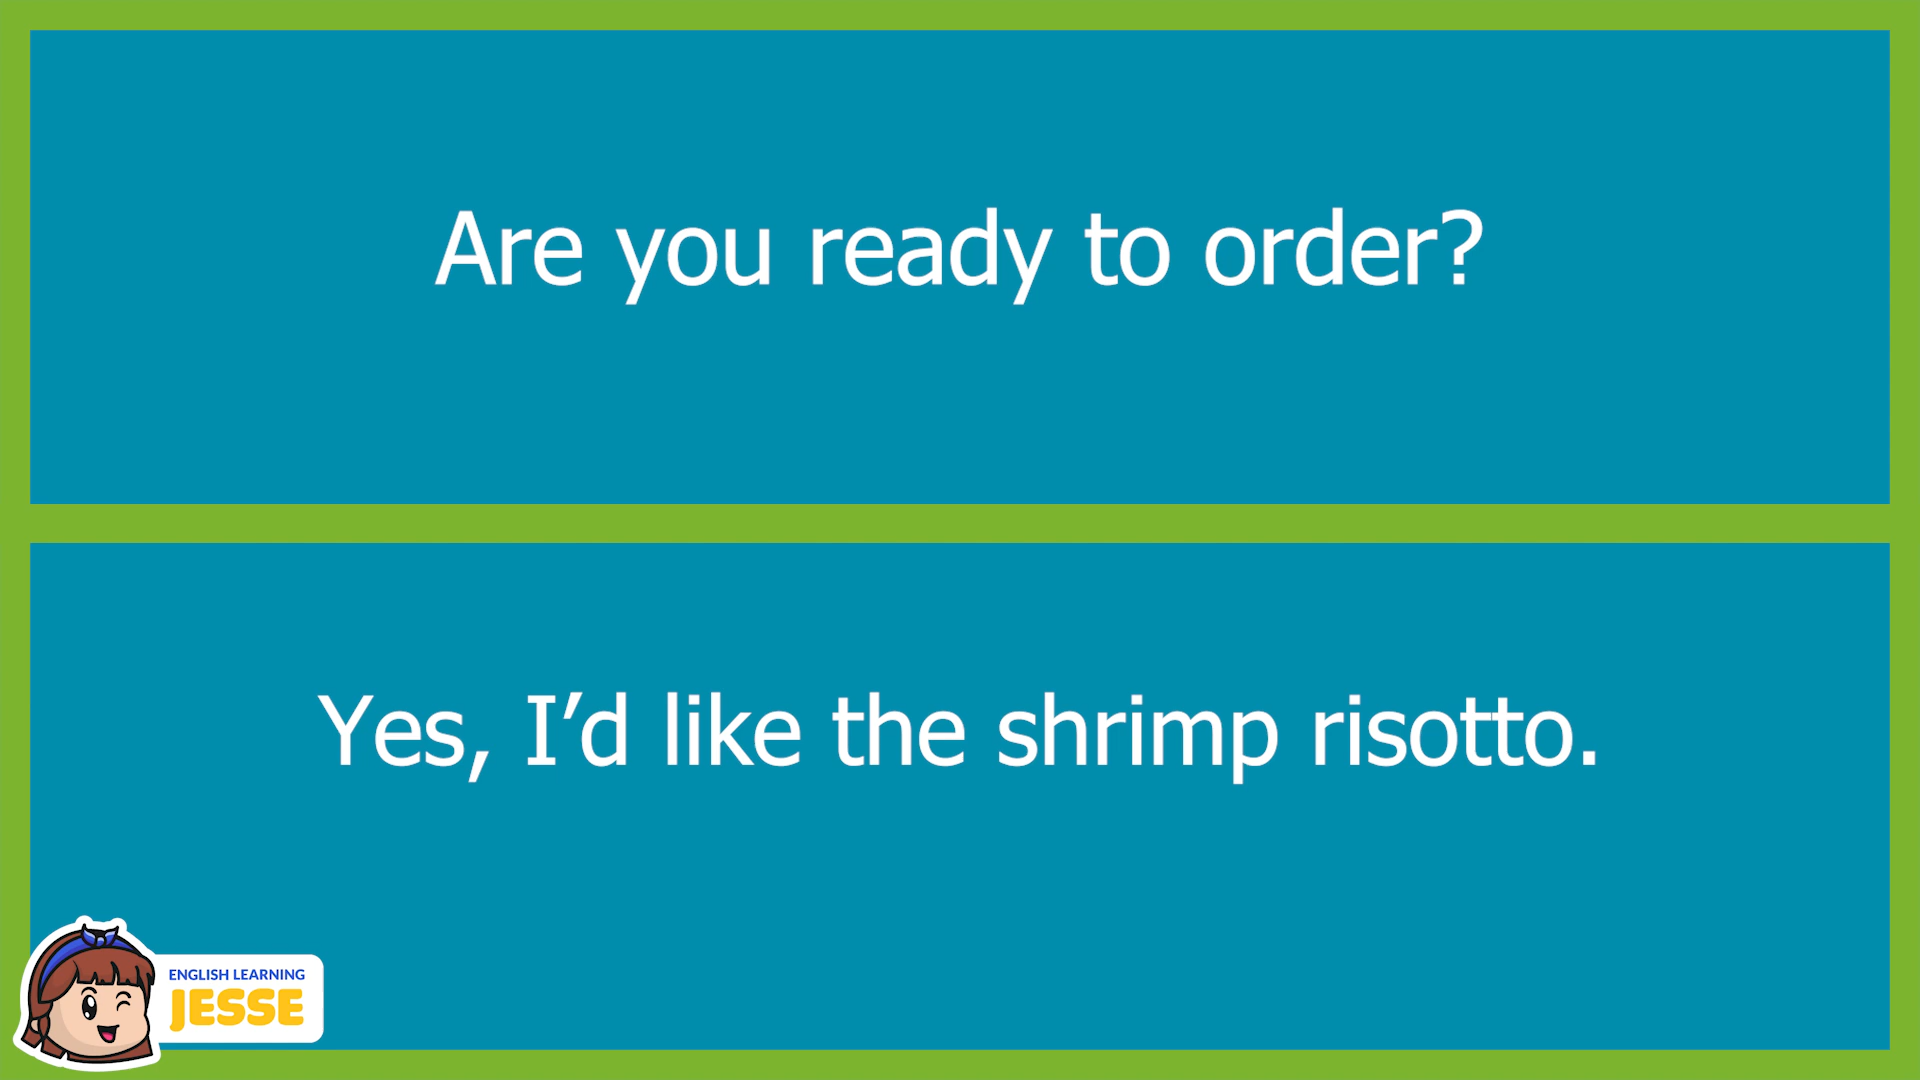 Are you ready to order?
Yes, I’d like the shrimp risotto.
ENGLISH LEARNING
JESSE